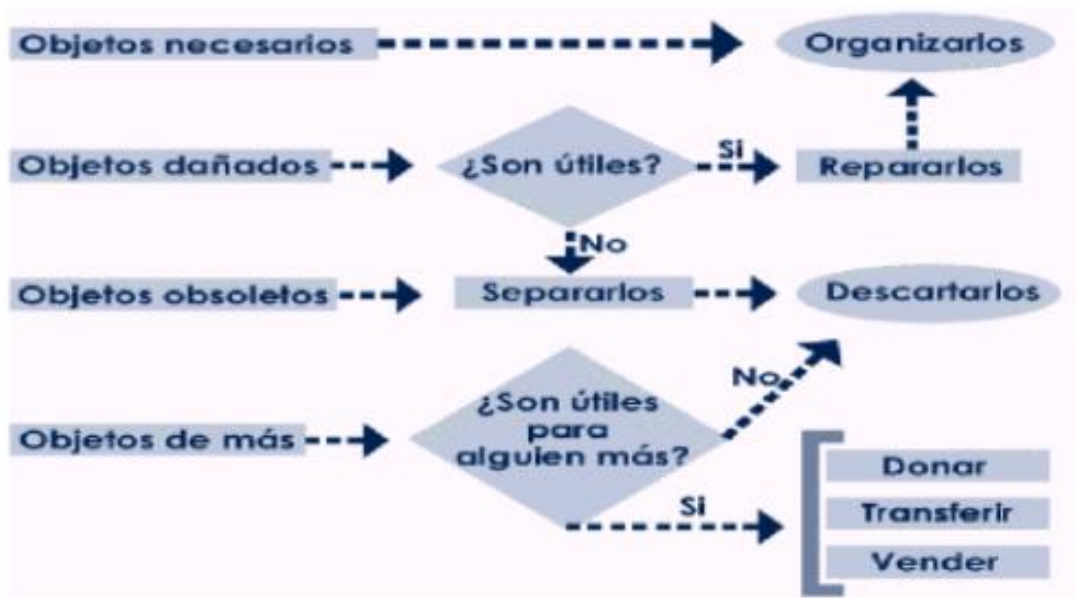 Objetos necesarios
Organizarlos
Objetos dañados
¿Son útiles?
Si
Repararlos
No
Objetos obsoletos
Separarlos
Descartarlos
Objetos de más
¿Son útiles
para
alguien más?
No
Si
Donar
Transferir
Vender